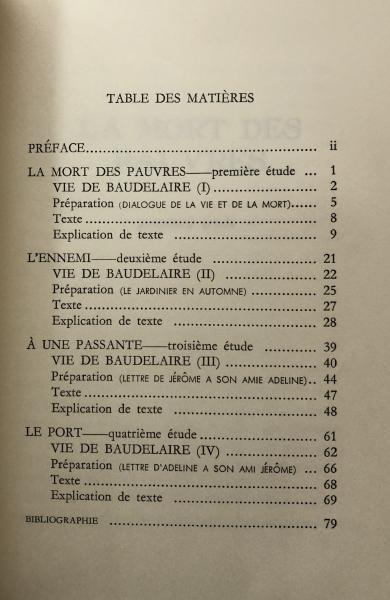 TABLE DES MATIÈRES
PRÉFACE ii
LA MORT DES PAUVRES—première étude ... 1
VIE DE BAUDELAIRE (I) 2
Préparation (DIALOGUE DE LA VIE ET DE LA MORT) 5
Texte 8
Explication de texte 9
L'ENNEMI—deuxième étude 21
VIE DE BAUDELAIRE (II) 22
Préparation (LE JARDINIER EN AUTOMNE) 25
Texte 27
Explication de texte 28
À UNE PASSANTE—troisième étude 39
VIE DE BAUDELAIRE (III) 40
Préparation (LETTRE DE JÉRÔME A SON AMIE ADELINE) 44
Texte 47
Explication de texte 48
LE PORT—quatrième étude 61
VIE DE BAUDELAIRE (IV) 62
Préparation (LETTRE D'ADELINE A SON AMI JÉRÔME) 66
Texte 68
Explication de texte 69
BIBLIOGRAPHIE 79